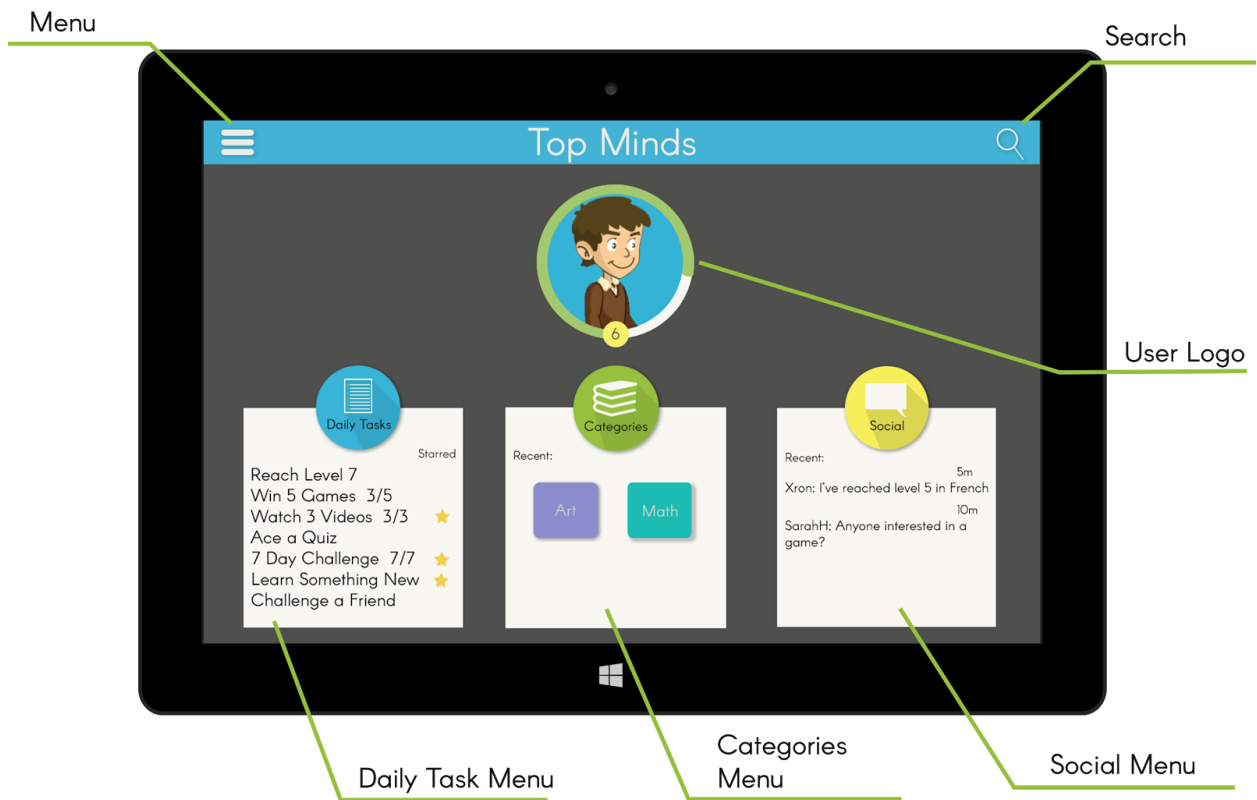 Menu
Search
Top Minds
6
User Logo
Daily Tasks
Starred
Reach Level 7
Win 5 Games 3/5
Watch 3 Videos 3/3
Ace a Quiz
7 Day Challenge 7/7
Learn Something New
Challenge a Friend
Categories
Recent:
Art Math
Social
Recent:
5m
Xron: I've reached level 5 in French
10m
SarahH; Anyone interested in a
game?
Daily Task Menu
Categories
Menu
Social Menu